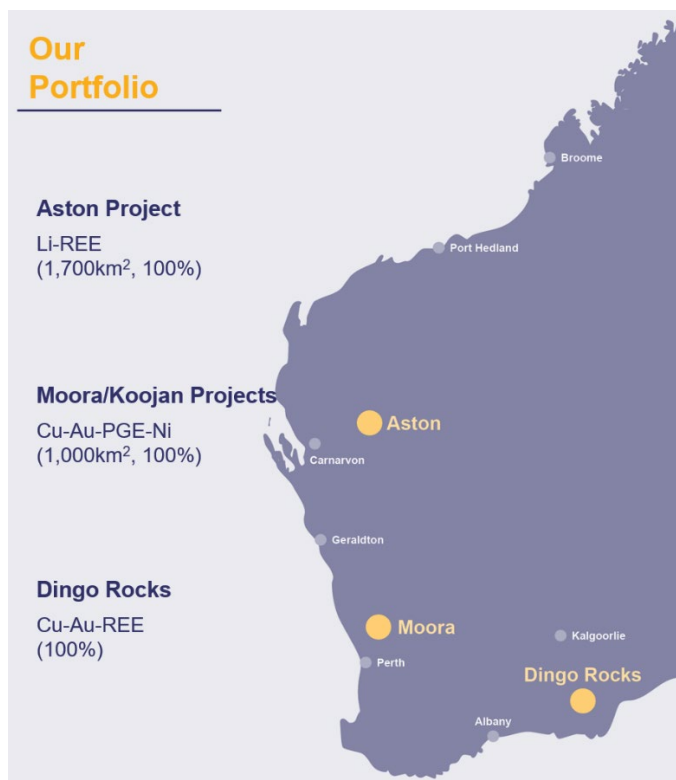 Our
Portfolio
Aston Project
Li-REE
(1,700km², 100%)
Moora/Koojan Projects
Cu-Au-PGE-Ni
(1,000km², 100%)
Dingo Rocks
Cu-Au-REE
(100%)
Broome
Port Hedland
Aston
Carnarvon
Geraldton
Moora
Kalgoorlie
Perth
Dingo Rocks
Albany